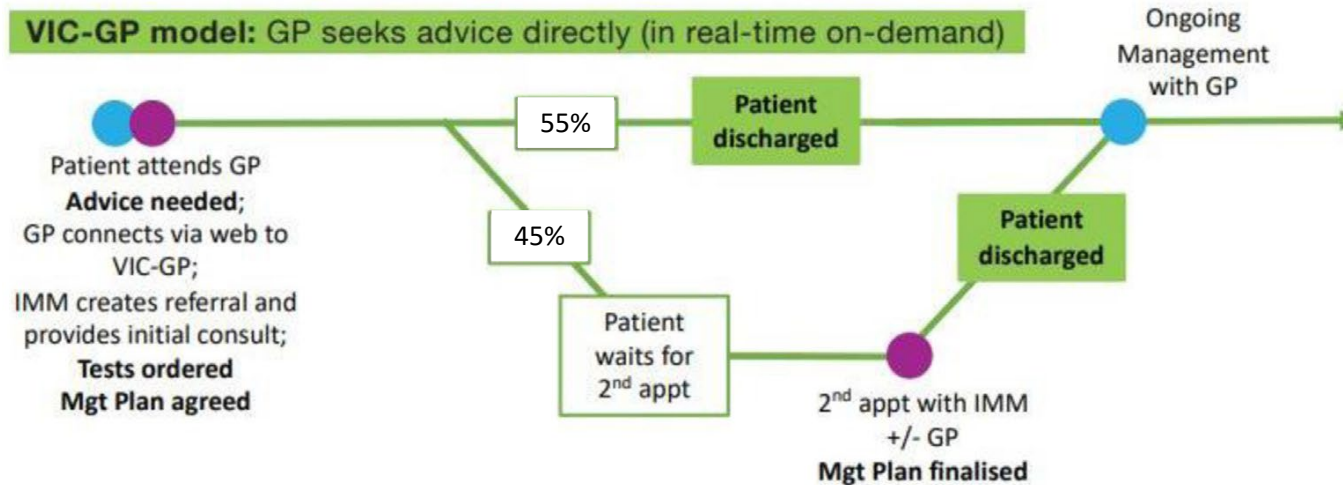 VIC-GP model: GP seeks advice directly (in real-time on-demand)
Ongoing
Management
with GP
55%
Patient
discharged
Patient attends GP
Advice needed;
GP connects via web to
VIC-GP;
IMM creates referral and
provides initial consult;
Tests ordered
Mgt Plan agreed
45%
Patient
discharged
Patient
waits for
2nd appt
2nd appt with IMM
+/- GP
Mgt Plan finalised